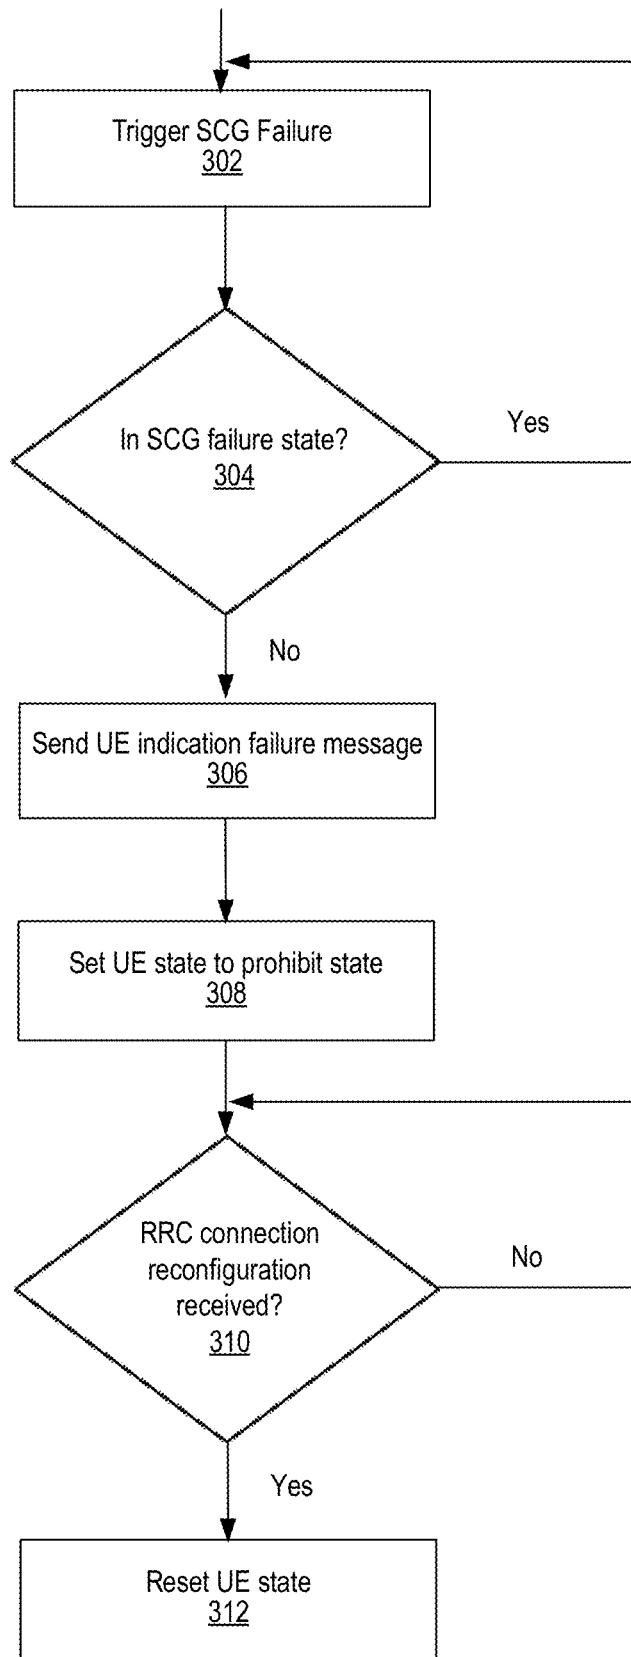 Trigger SCG Failure
302
In SCG failure state?
304
Yes
No
Send UE indication failure message
306
Set UE state to prohibit state
308
RRC connection
reconfiguration
received?
310
No
Yes
Reset UE state
312